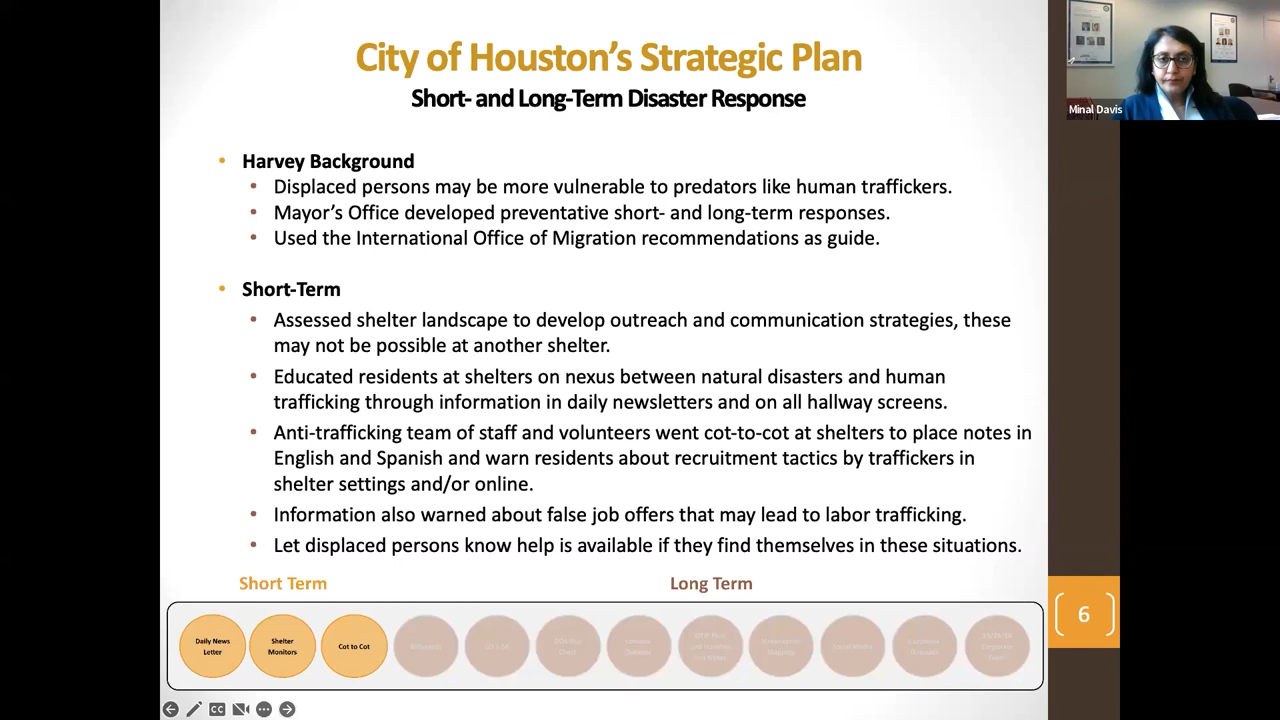 City of Houston’s Strategic Plan
Short- and Long-Term Disaster Response
Minal Davis
• Harvey Background
• Displaced persons may be more vulnerable to predators like human traffickers.
• Mayor’s Office developed preventative short- and long-term responses.
• Used the International Office of Migration recommendations as guide.
• Short-Term
• Assessed shelter landscape to develop outreach and communication strategies, these
may not be possible at another shelter.
• Educated residents at shelters on nexus between natural disasters and human
trafficking through information in daily newsletters and on all hallway screens.
• Anti-trafficking team of staff and volunteers went cot-to-cot at shelters to place notes in
English and Spanish and warn residents about recruitment tactics by traffickers in
shelter settings and/or online.
• Information also warned about false job offers that may lead to labor trafficking.
• Let displaced persons know help is available if they find themselves in these situations.
Short Term
Long Term
Daily News
Letter
Shelter
Monitors
Cot to Cot
Social Media
6
CC